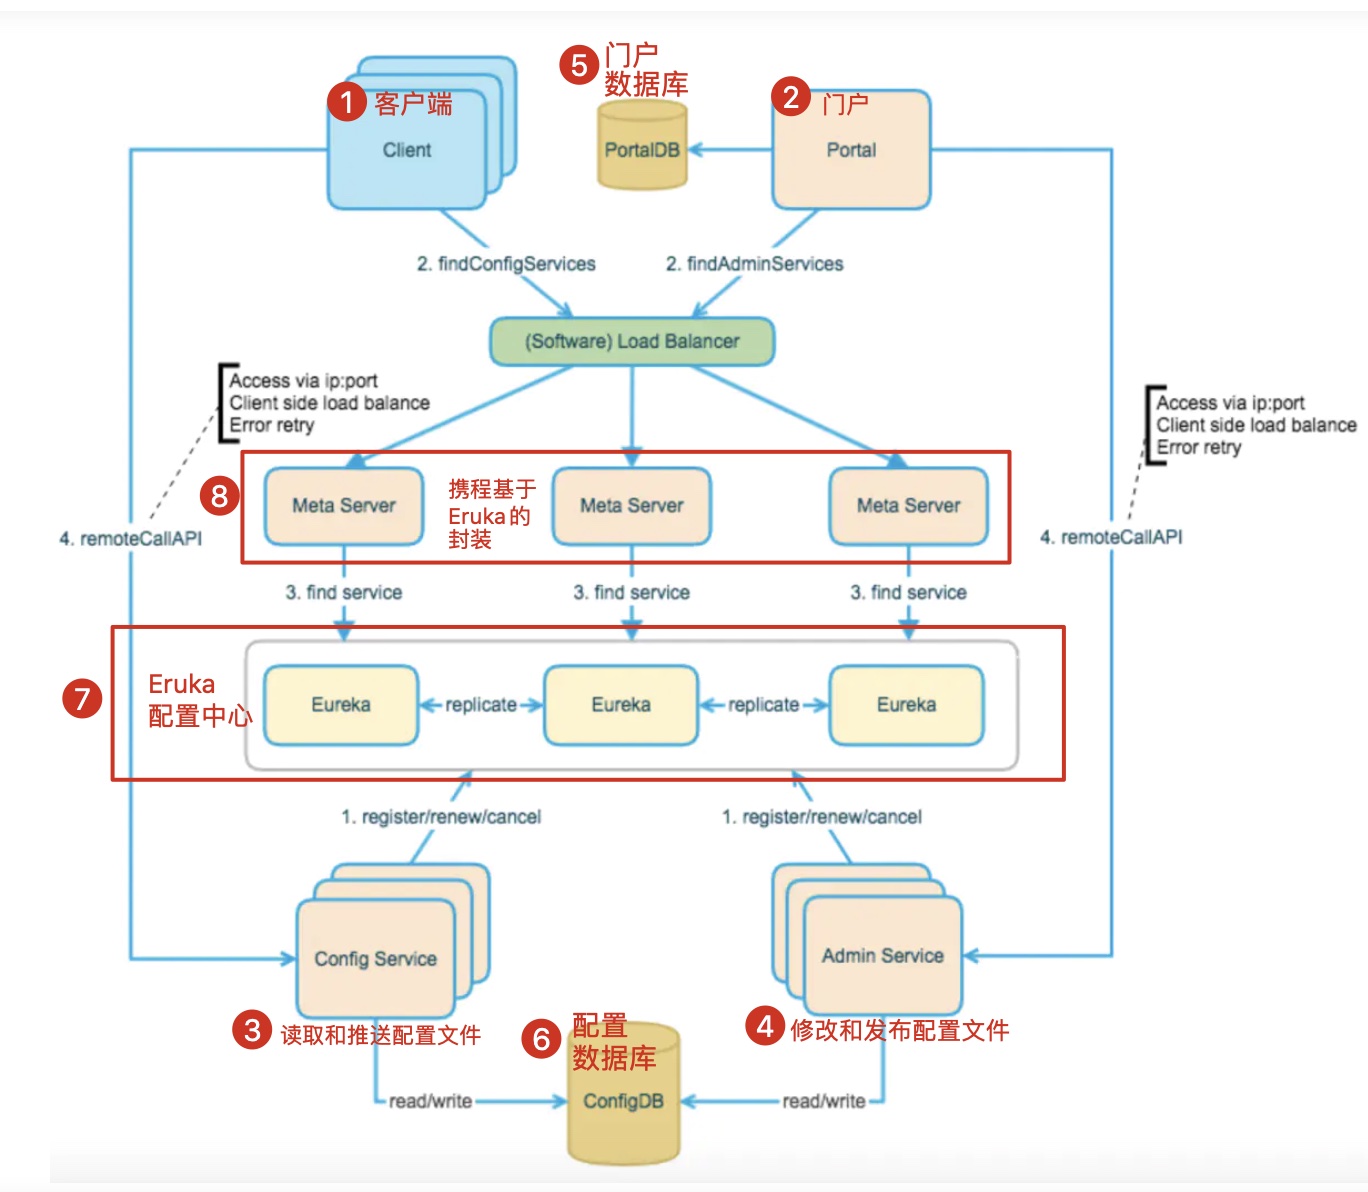 5 门户
数据库
1 客户端
2 门户
Client
PortalDB
Portal
2. findConfigServices
2. findAdminServices
(Software) Load Balancer
Access via ip:port
Client side load balance
Error retry
Access via ip:port
Client side load balance
Error retry
8
Meta Server
携程基于
Eruka的
封装
Meta Server
Meta Server
4. remoteCallAPI
4. remoteCallAPI
3. find service
3. find service
3. find service
7
Eruka
配置中心
Eureka
replicate
Eureka
replicate
Eureka
1. register/renew/cancel
1. register/renew/cancel
Config Service
Admin Service
3 读取和推送配置文件
6 配置
数据库
4 修改和发布配置文件
read/write
ConfigDB
read/write